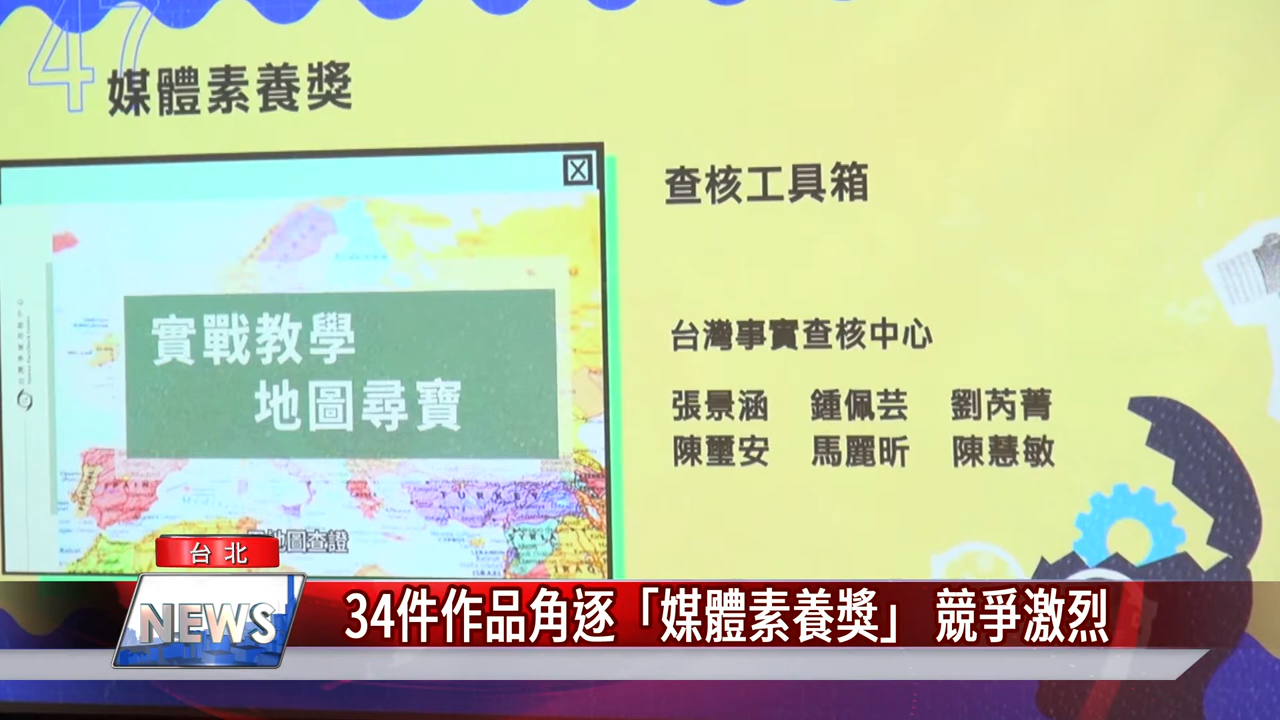 47
媒體素養獎
查核工具箱
實戰教學
地圖尋寶
台灣事實查核中心
張景涵 鍾佩芸 劉芮菁
陳璽安 馬麗昕 陳慧敏
SPAIN
TURKEY
地圖查證
台北
NEWS
34件作品角逐「媒體素養獎」 競爭激烈